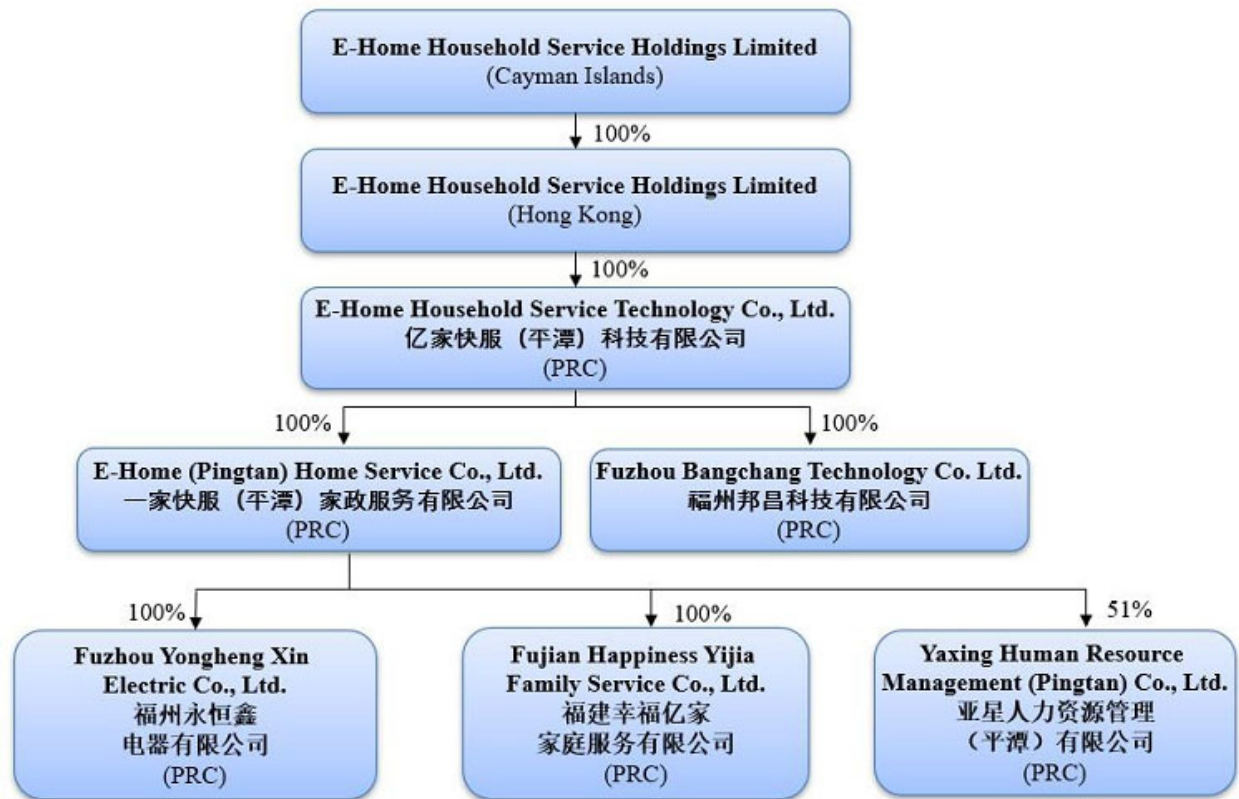 E-Home Household Service Holdings Limited
(Cayman Islands)
100%
E-Home Household Service Holdings Limited
(Hong Kong)
100%
E-Home Household Service Technology Co., Ltd.
亿家快服（平潭）科技有限公司
(PRC)
100%
100%
E-Home (Pingtan) Home Service Co., Ltd.
一家快服（平潭）家政服务有限公司
(PRC)
Fuzhou Bangchang Technology Co. Ltd.
福州邦昌科技有限公司
(PRC)
100%
100%
51%
Fuzhou Yongheng Xin
Electric Co., Ltd.
福州永恒鑫
电器有限公司
(PRC)
Fujian Happiness Yijia
Family Service Co., Ltd.
福建幸福亿家
家庭服务有限公司
(PRC)
Yaxing Human Resource
Management (Pingtan) Co., Ltd.
亚星人力资源管理
（平潭）有限公司
(PRC)